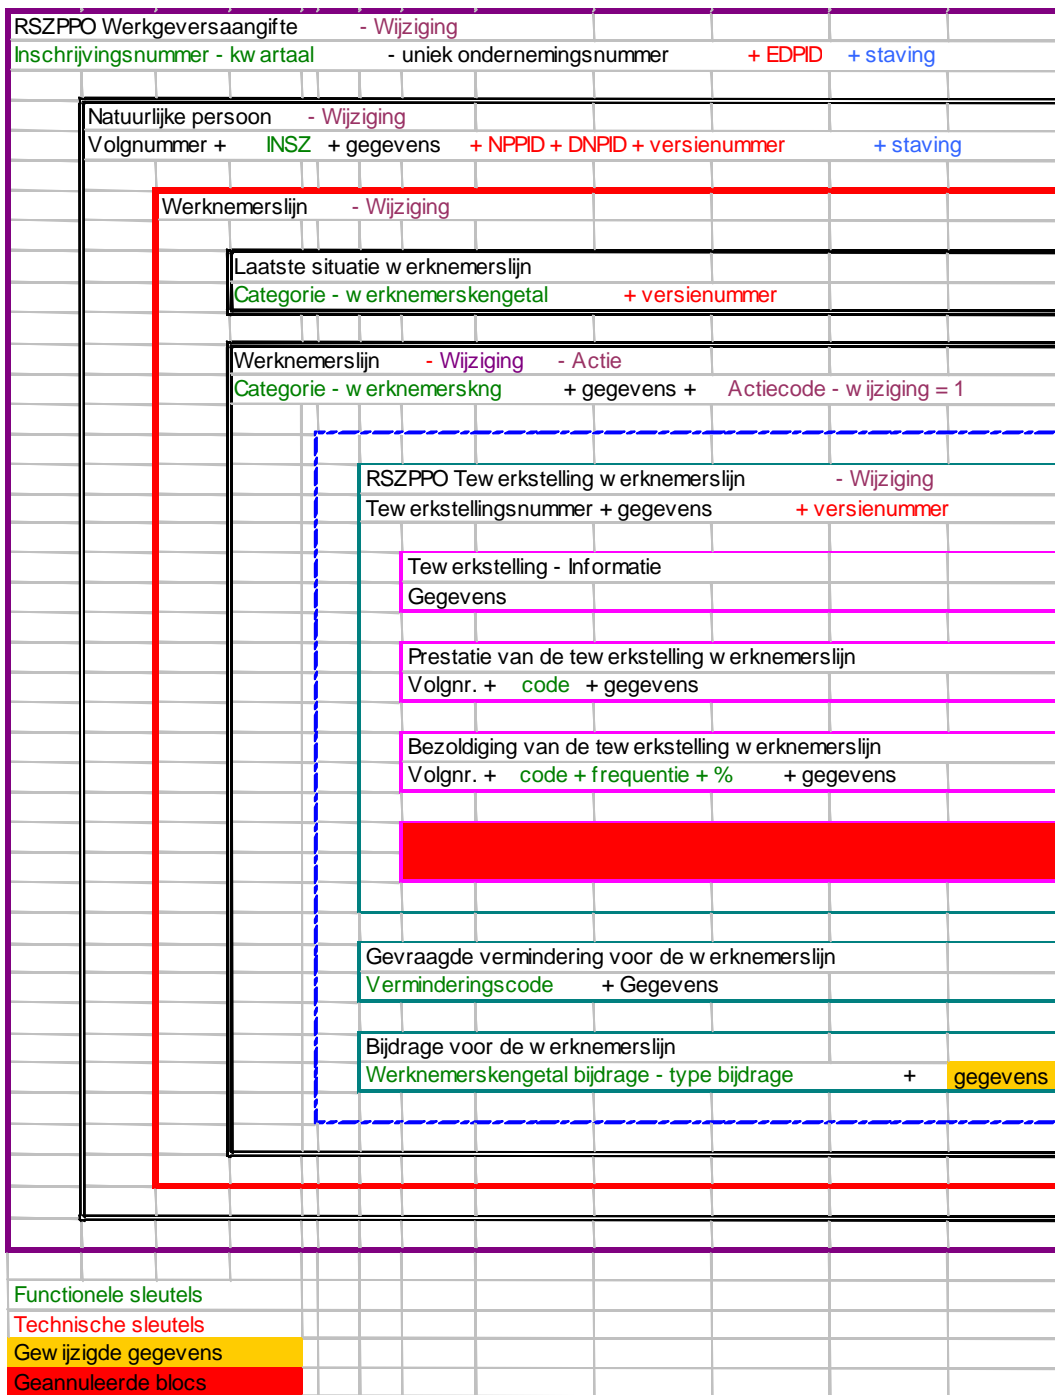 RSZPPO Werkgeversaangifte - Wijziging
Inschrijvingsnummer - kwartaal - uniek ondernemingsnummer + EDPID + staving
Natuurlijke persoon - Wijziging
Volgnummer + INSZ + gegevens + NPPID + DNPID + versienummer + staving
Werknemerslijn - Wijziging
Laatste situatie werknemerslijn
Categorie - werknemerskengetal + versienummer
Werknemerslijn - Wijziging - Actie
Categorie - werknemerskng + gegevens + Actiecode - wijziging = 1
RSZPPO Tewerkstelling werknemerslijn - Wijziging
Tewerkstellingsnummer + gegevens + versienummer
Tewerkstelling - Informatie
Gegevens
Prestatie van de tewerkstelling werknemerslijn
Volgnr. + code + gegevens
Bezoldiging van de tewerkstelling werknemerslijn
Volgnr. + code + frequentie + % + gegevens
Gevraagde vermindering voor de werknemerslijn
Verminderingscode + Gegevens
Bijdrage voor de werknemerslijn
Werknemerskengetal bijdrage - type bijdrage + gegevens
Functionele sleutels
Technische sleutels
Gewijzigde gegevens
Geannuleerde blocs